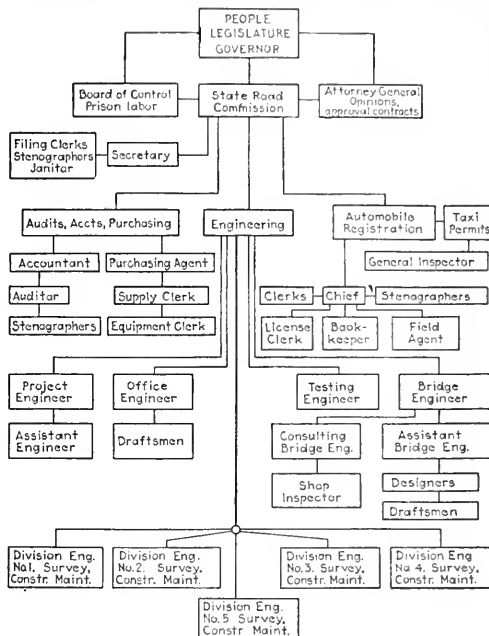 PEOPLE
LEGISLATURE
GOVERNOR
Board of Control
Prison labor
State Road
Commission
Attorney General
Opinions,
approval contracts
Filing Clerks
Stenographers
Janitar
Secretary
Audits, Accts, Purchasing
Engineering
Automobile
Registration
Taxi
Permits
General Inspector
Accountant
Purchasing Agent
Auditar
Supply Clerk
Stenographers
Equipment Clerk
Clerks
Chief
Stenagraphers
License
Clerk
Book-
keeper
Field
Agent
Project
Engineer
Office
Engineer
Testing
Engineer
Bridge
Engineer
Assistant
Engineer
Draftsmen
Consulting
Bridge Eng.
Assistant
Bridge Eng.
Shap
Inspector
Designers
Draftsmen
Division Eng.
No1. Survey,
Constr. Maint.
Division Eng.
No.2. Survey,
Constr. Maint.
Division Eng.
No.3. Survey,
Constr. Maint.
Division Eng
No 4. Survey,
Constr. Maint.
Division Eng.
No.5 Survey,
Constr Maint.